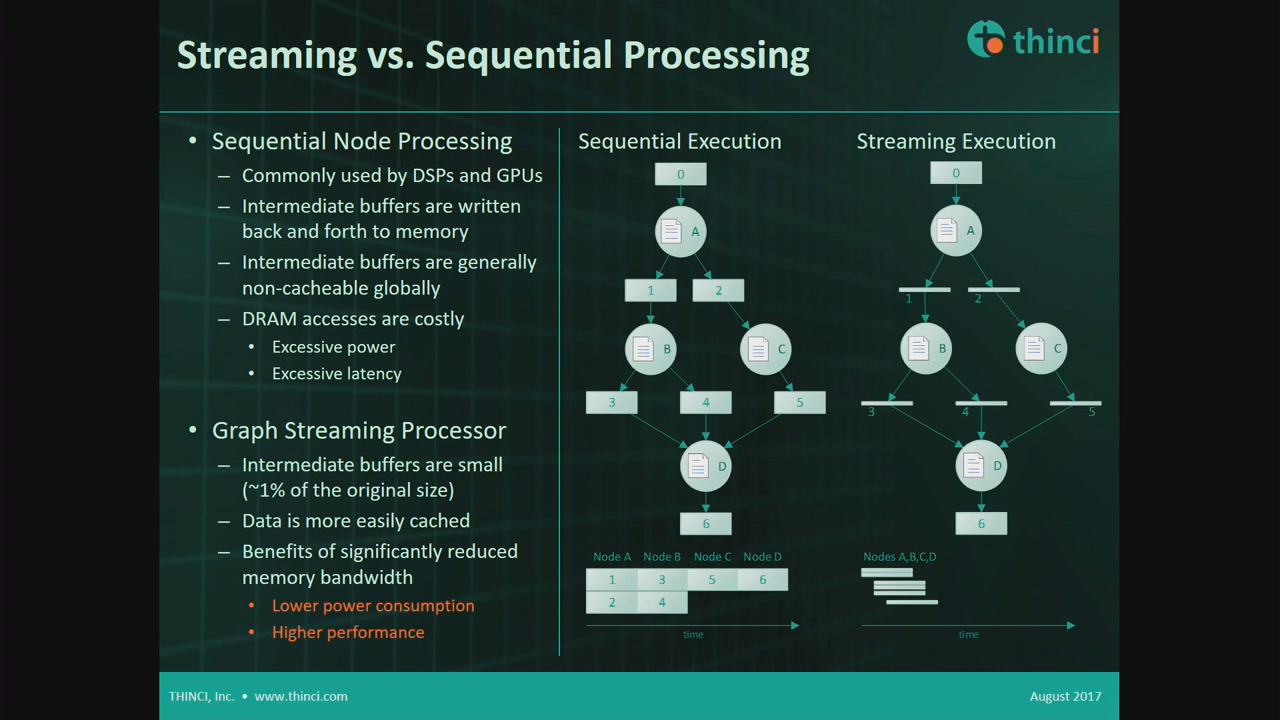 Streaming vs. Sequential Processing
thinci
• Sequential Node Processing
– Commonly used by DSPs and GPUs
– Intermediate buffers are written
back and forth to memory
– Intermediate buffers are generally
non-cacheable globally
– DRAM accesses are costly
• Excessive power
• Excessive latency
• Graph Streaming Processor
– Intermediate buffers are small
(~1% of the original size)
– Data is more easily cached
– Benefits of significantly reduced
memory bandwidth
• Lower power consumption
• Higher performance
Sequential Execution
0
A
1 2
B C
3 4 5
D
6
Node A Node B Node C Node D
1 3 5 6
2 4
time
Streaming Execution
0
A
1 2
B C
3 4 5
D
6
Nodes A,B,C,D
time
THINCI, Inc. • www.thinci.com
August 2017